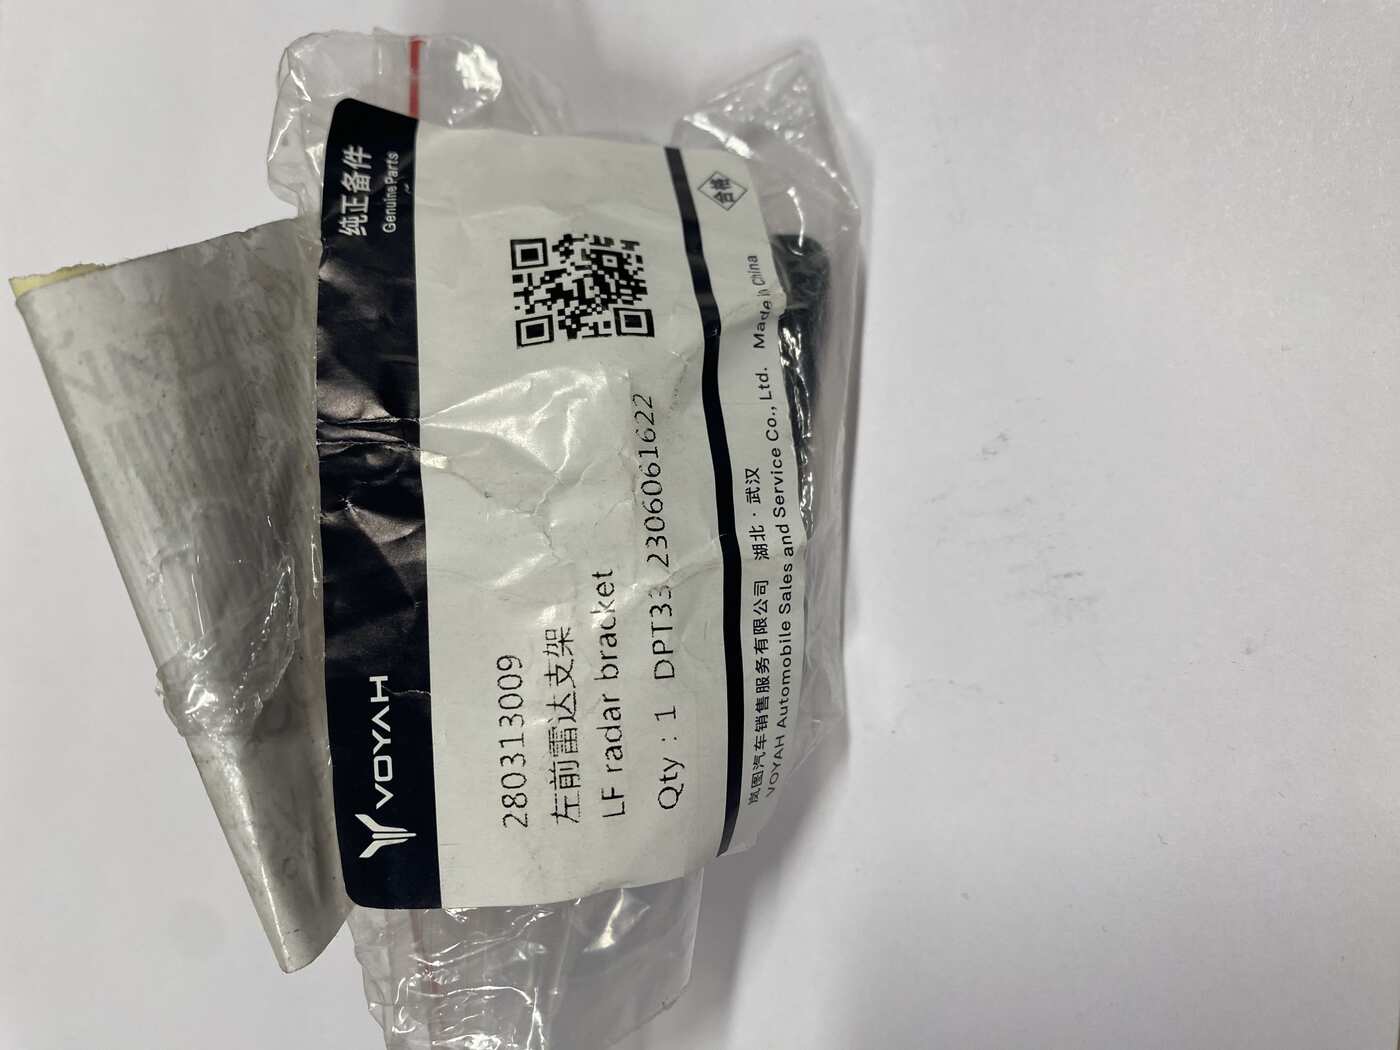 VOYAH
纯正备件
Genuine Parts
280313009
左前雷达支架
LF radar bracket
Qty：1 DPT33 2306061622
岚图汽车销售服务有限公司 湖北·武汉
VOYAH Automobile Sales and Service Co., Ltd. Made in China
合格